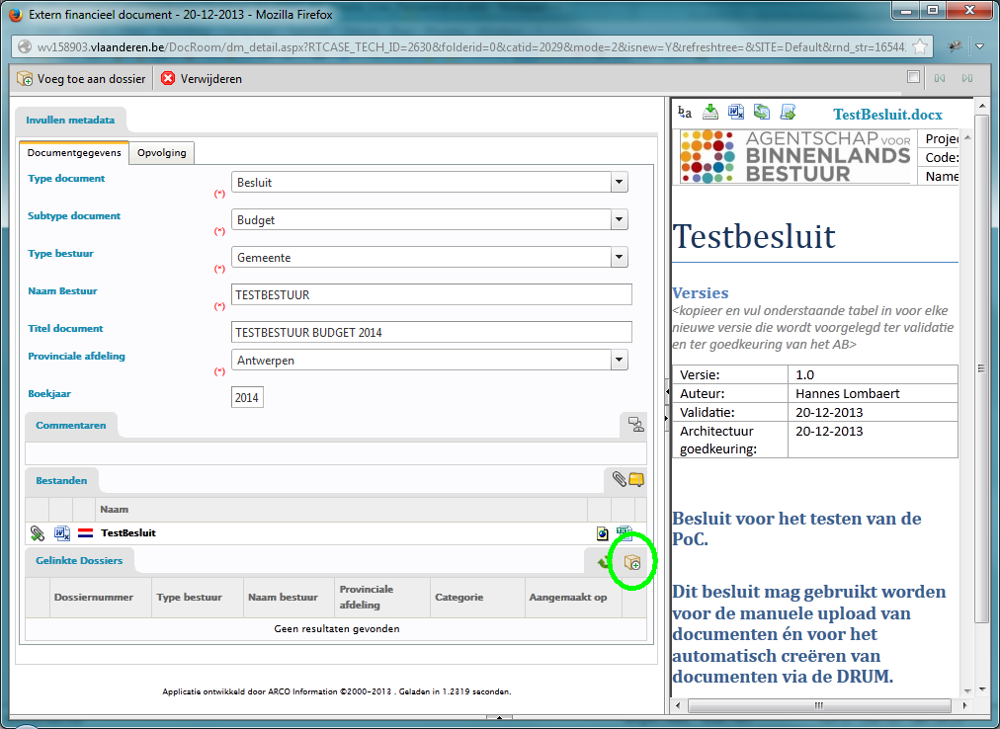 Extern financieel document - 20-12-2013 - Mozilla Firefox
wv158903.vlaanderen.be/DocRoom/dm_detail.aspx?RTCASE_TECH_ID=2630&folderid=0&catid=2029&mode=2&isnew=Y&refreshtree=&SITE=Default&rnd_str=16544
Voeg toe aan dossier
Verwijderen
Invullen metadata
Documentgegevens
Opvolging
Type document
(*)
Besluit
Subtype document
(*)
Budget
Type bestuur
(*)
Gemeente
Naam Bestuur
(*)
TESTBESTUUR
Titel document
TESTBESTUUR BUDGET 2014
Provinciale afdeling
(*)
Antwerpen
Boekjaar
2014
Commentaren
Bestanden
Naam
TestBesluit
Gelinkte Dossiers
Dossiernummer
Type bestuur
Naam bestuur
Provinciale afdeling
Categorie
Aangemaakt op
Geen resultaten gevonden
Applicatie ontwikkeld door ARCO Information ©2000-2013 . Geladen in 1.2319 seconden.
TestBesluit.docx
AGENTSCHAP VOOR
BINNENLANDS
BESTUUR
Projec
Code:
Name
Testbesluit
Versies
<kopieer en vul onderstaande tabel in voor elke
nieuwe versie die wordt voorgelegd ter validatie
en ter goedkeuring van het AB>
Versie: 1.0
Auteur: Hannes Lombaert
Validatie: 20-12-2013
Architectuur 20-12-2013
goedkeuring:
Besluit voor het testen van de
PoC.
Dit besluit mag gebruikt worden
voor de manuele upload van
documenten én voor het
automatisch creëren van
documenten via de DRUM.